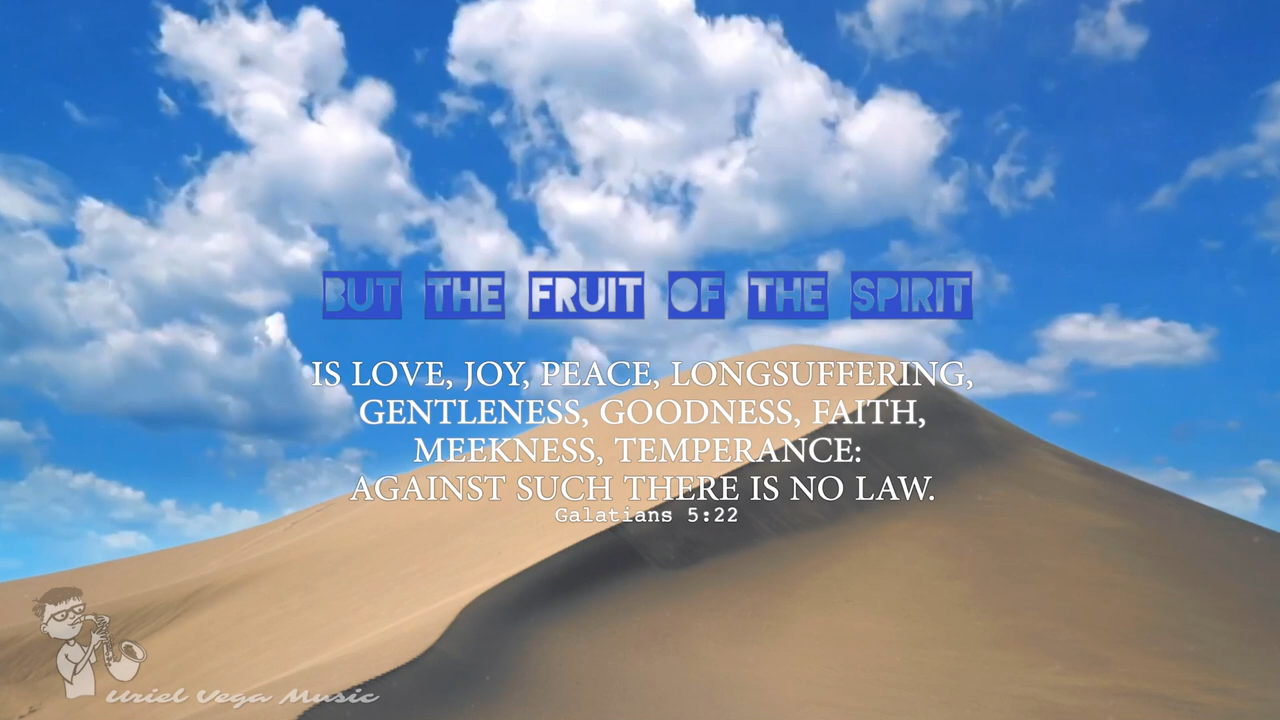 BUT THE FRUIT OF THE SPIRIT
IS LOVE, JOY, PEACE, LONGSUFFERING,
GENTLENESS, GOODNESS, FAITH,
MEEKNESS, TEMPERANCE:
AGAINST SUCH THERE IS NO LAW.
Galatians 5:22
Uriel Vega Music